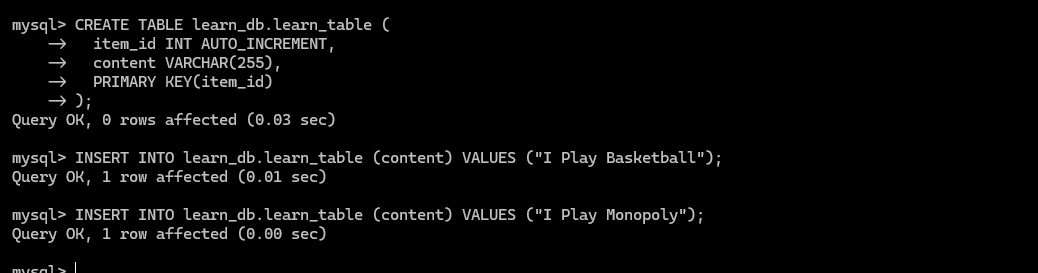 mysql> CREATE TABLE learn_db.learn_table (
    ->   item_id INT AUTO_INCREMENT,
    ->   content VARCHAR(255),
    ->   PRIMARY KEY(item_id)
    -> );
Query OK, 0 rows affected (0.03 sec)
mysql> INSERT INTO learn_db.learn_table (content) VALUES ("I Play Basketball");
Query OK, 1 row affected (0.01 sec)
mysql> INSERT INTO learn_db.learn_table (content) VALUES ("I Play Monopoly");
Query OK, 1 row affected (0.00 sec)
mysql>